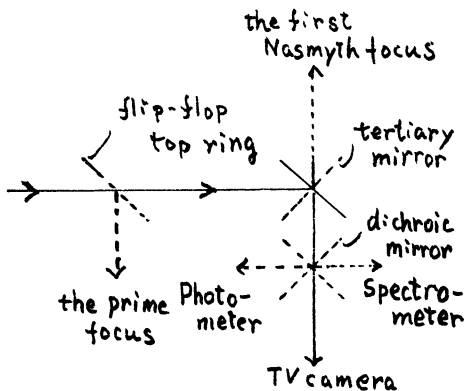 the first
Nasmyth focus
flip-flop
top ring
tertiary
mirror
dichroic
mirror
the prime
focus
Photo-
meter
Spectro-
meter
TV camera